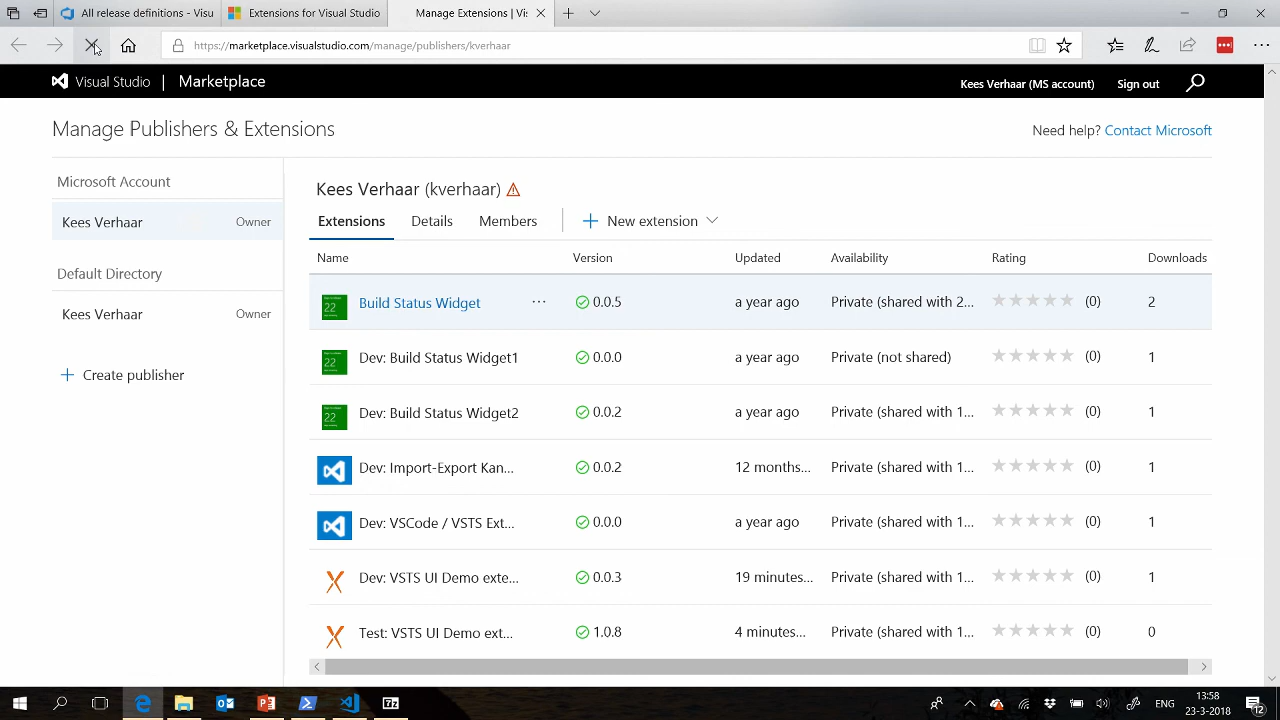 All release definitions - \
Extensions for Visual Stud
Manage Extensions | Vis
https://marketplace.visualstudio.com/manage/publishers/kverhaar
Visual Studio | Marketplace
Kees Verhaar (MS account)
Sign out
Manage Publishers & Extensions
Need help? Contact Microsoft
Microsoft Account
Kees Verhaar Owner
Default Directory
Kees Verhaar Owner
Create publisher
Kees Verhaar (kverhaar)
Extensions Details Members New extension
Name Version Updated Availability Rating Downloads
Build Status Widget ... 0.0.5 a year ago Private (shared with 2... (0) 2
Dev: Build Status Widget1 0.0.0 a year ago Private (not shared) (0) 1
Dev: Build Status Widget2 0.0.2 a year ago Private (shared with 1... (0) 1
Dev: Import-Export Kan... 0.0.2 12 months... Private (shared with 1... (0) 1
Dev: VSCode / VSTS Ext... 0.0.0 a year ago Private (shared with 1... (0) 1
Dev: VSTS UI Demo exte... 0.0.3 19 minutes... Private (shared with 1... (0) 1
Test: VSTS UI Demo ext... 1.0.8 4 minutes... Private (shared with 1... (0) 0
ENG
13:58
23-3-2018